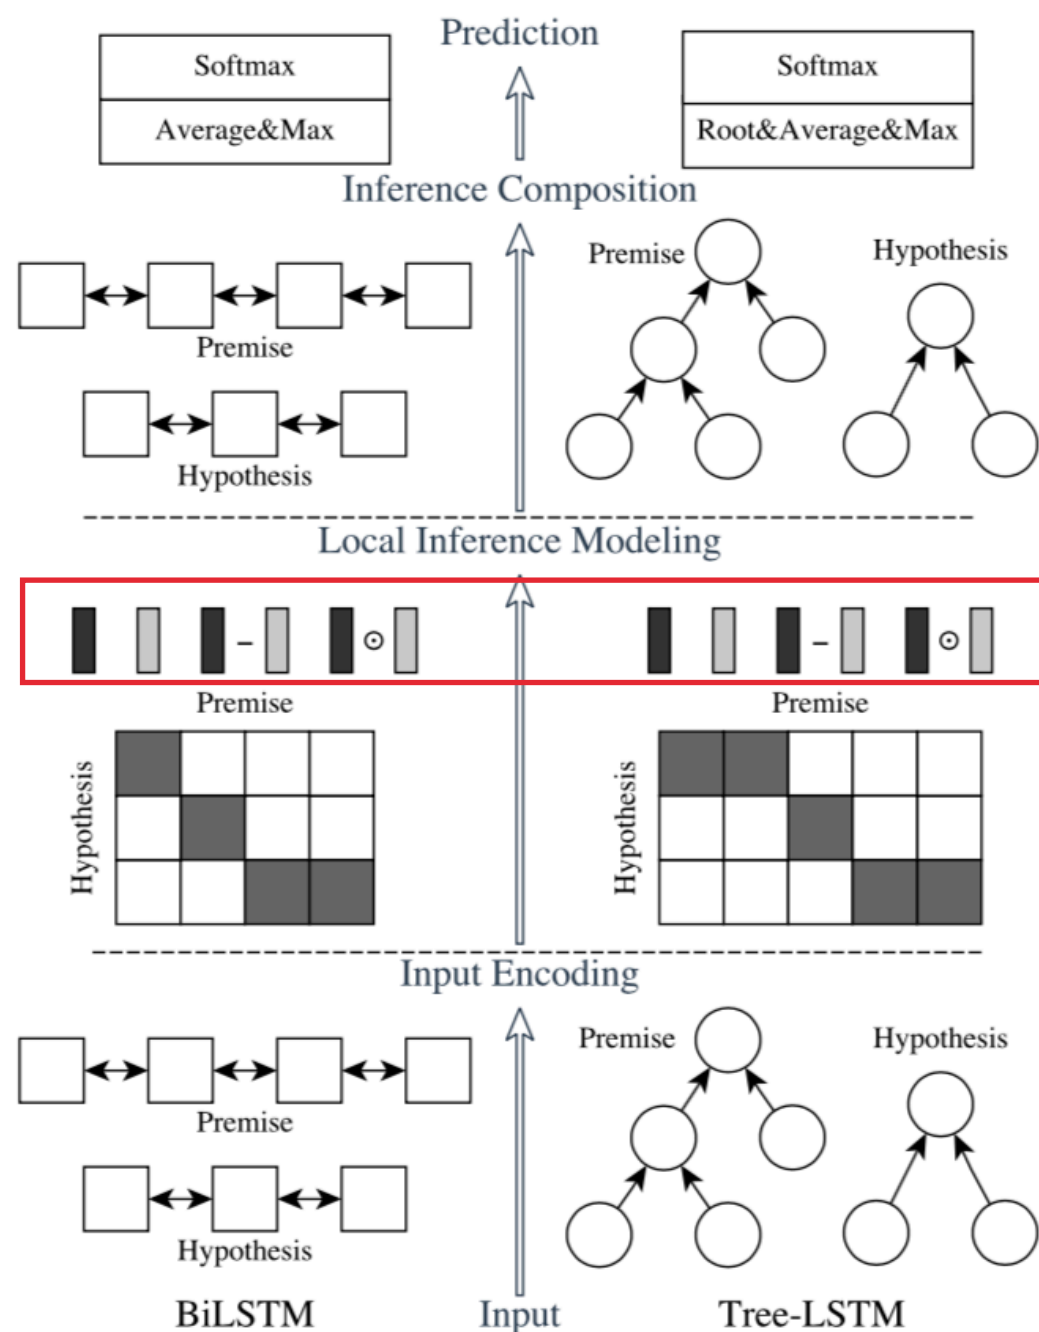 Prediction
Softmax
Average&Max
Softmax
Root&Average&Max
Inference Composition
Premise
Hypothesis
Premise
Hypothesis
Local Inference Modeling
– ⊙
– ⊙
Premise
Hypothesis
Premise
Hypothesis
Input Encoding
Premise
Hypothesis
Premise
Hypothesis
BiLSTM
Input
Tree-LSTM